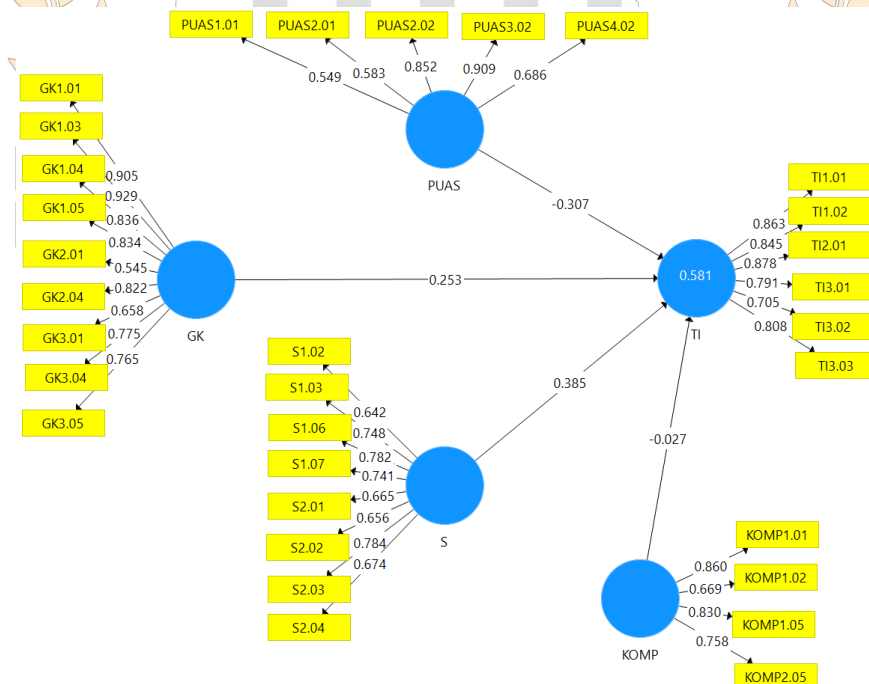 PUAS1.01
PUAS2.01
PUAS2.02
PUAS3.02
PUAS4.02
0.549
0.583
0.852
0.909
0.686
PUAS
GK1.01
GK1.03
GK1.04
GK1.05
GK2.01
GK2.04
GK3.01
GK3.04
GK3.05
0.905
0.929
0.836
0.834
0.545
0.822
0.658
0.775
0.765
GK
-0.307
0.253
0.385
-0.027
TI1.01
TI1.02
TI2.01
TI3.01
TI3.02
TI3.03
0.863
0.845
0.878
0.791
0.705
0.808
0.581
TI
S1.02
S1.03
S1.06
S1.07
S2.01
S2.02
S2.03
S2.04
0.642
0.748
0.782
0.741
0.665
0.656
0.784
0.674
S
KOMP1.01
KOMP1.02
KOMP1.05
KOMP2.05
0.860
0.669
0.830
0.758
KOMP